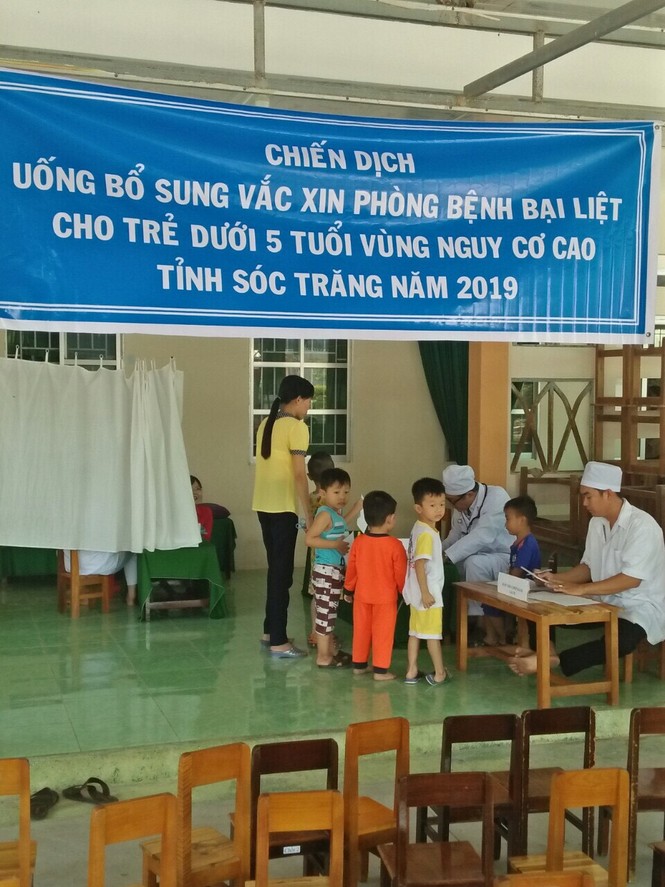 CHIẾN DỊCH
UỐNG BỔ SUNG VẮC XIN PHÒNG BỆNH BẠI LIỆT
CHO TRẺ DƯỚI 5 TUỔI VÙNG NGUY CƠ CAO
TỈNH SÓC TRĂNG NĂM 2019